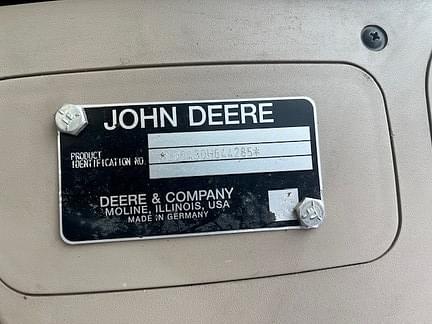 JOHN DEERE
PRODUCT
IDENTIFICATION NO.
DEERE & COMPANY
MOLINE, ILLINOIS, USA
MADE IN GERMANY